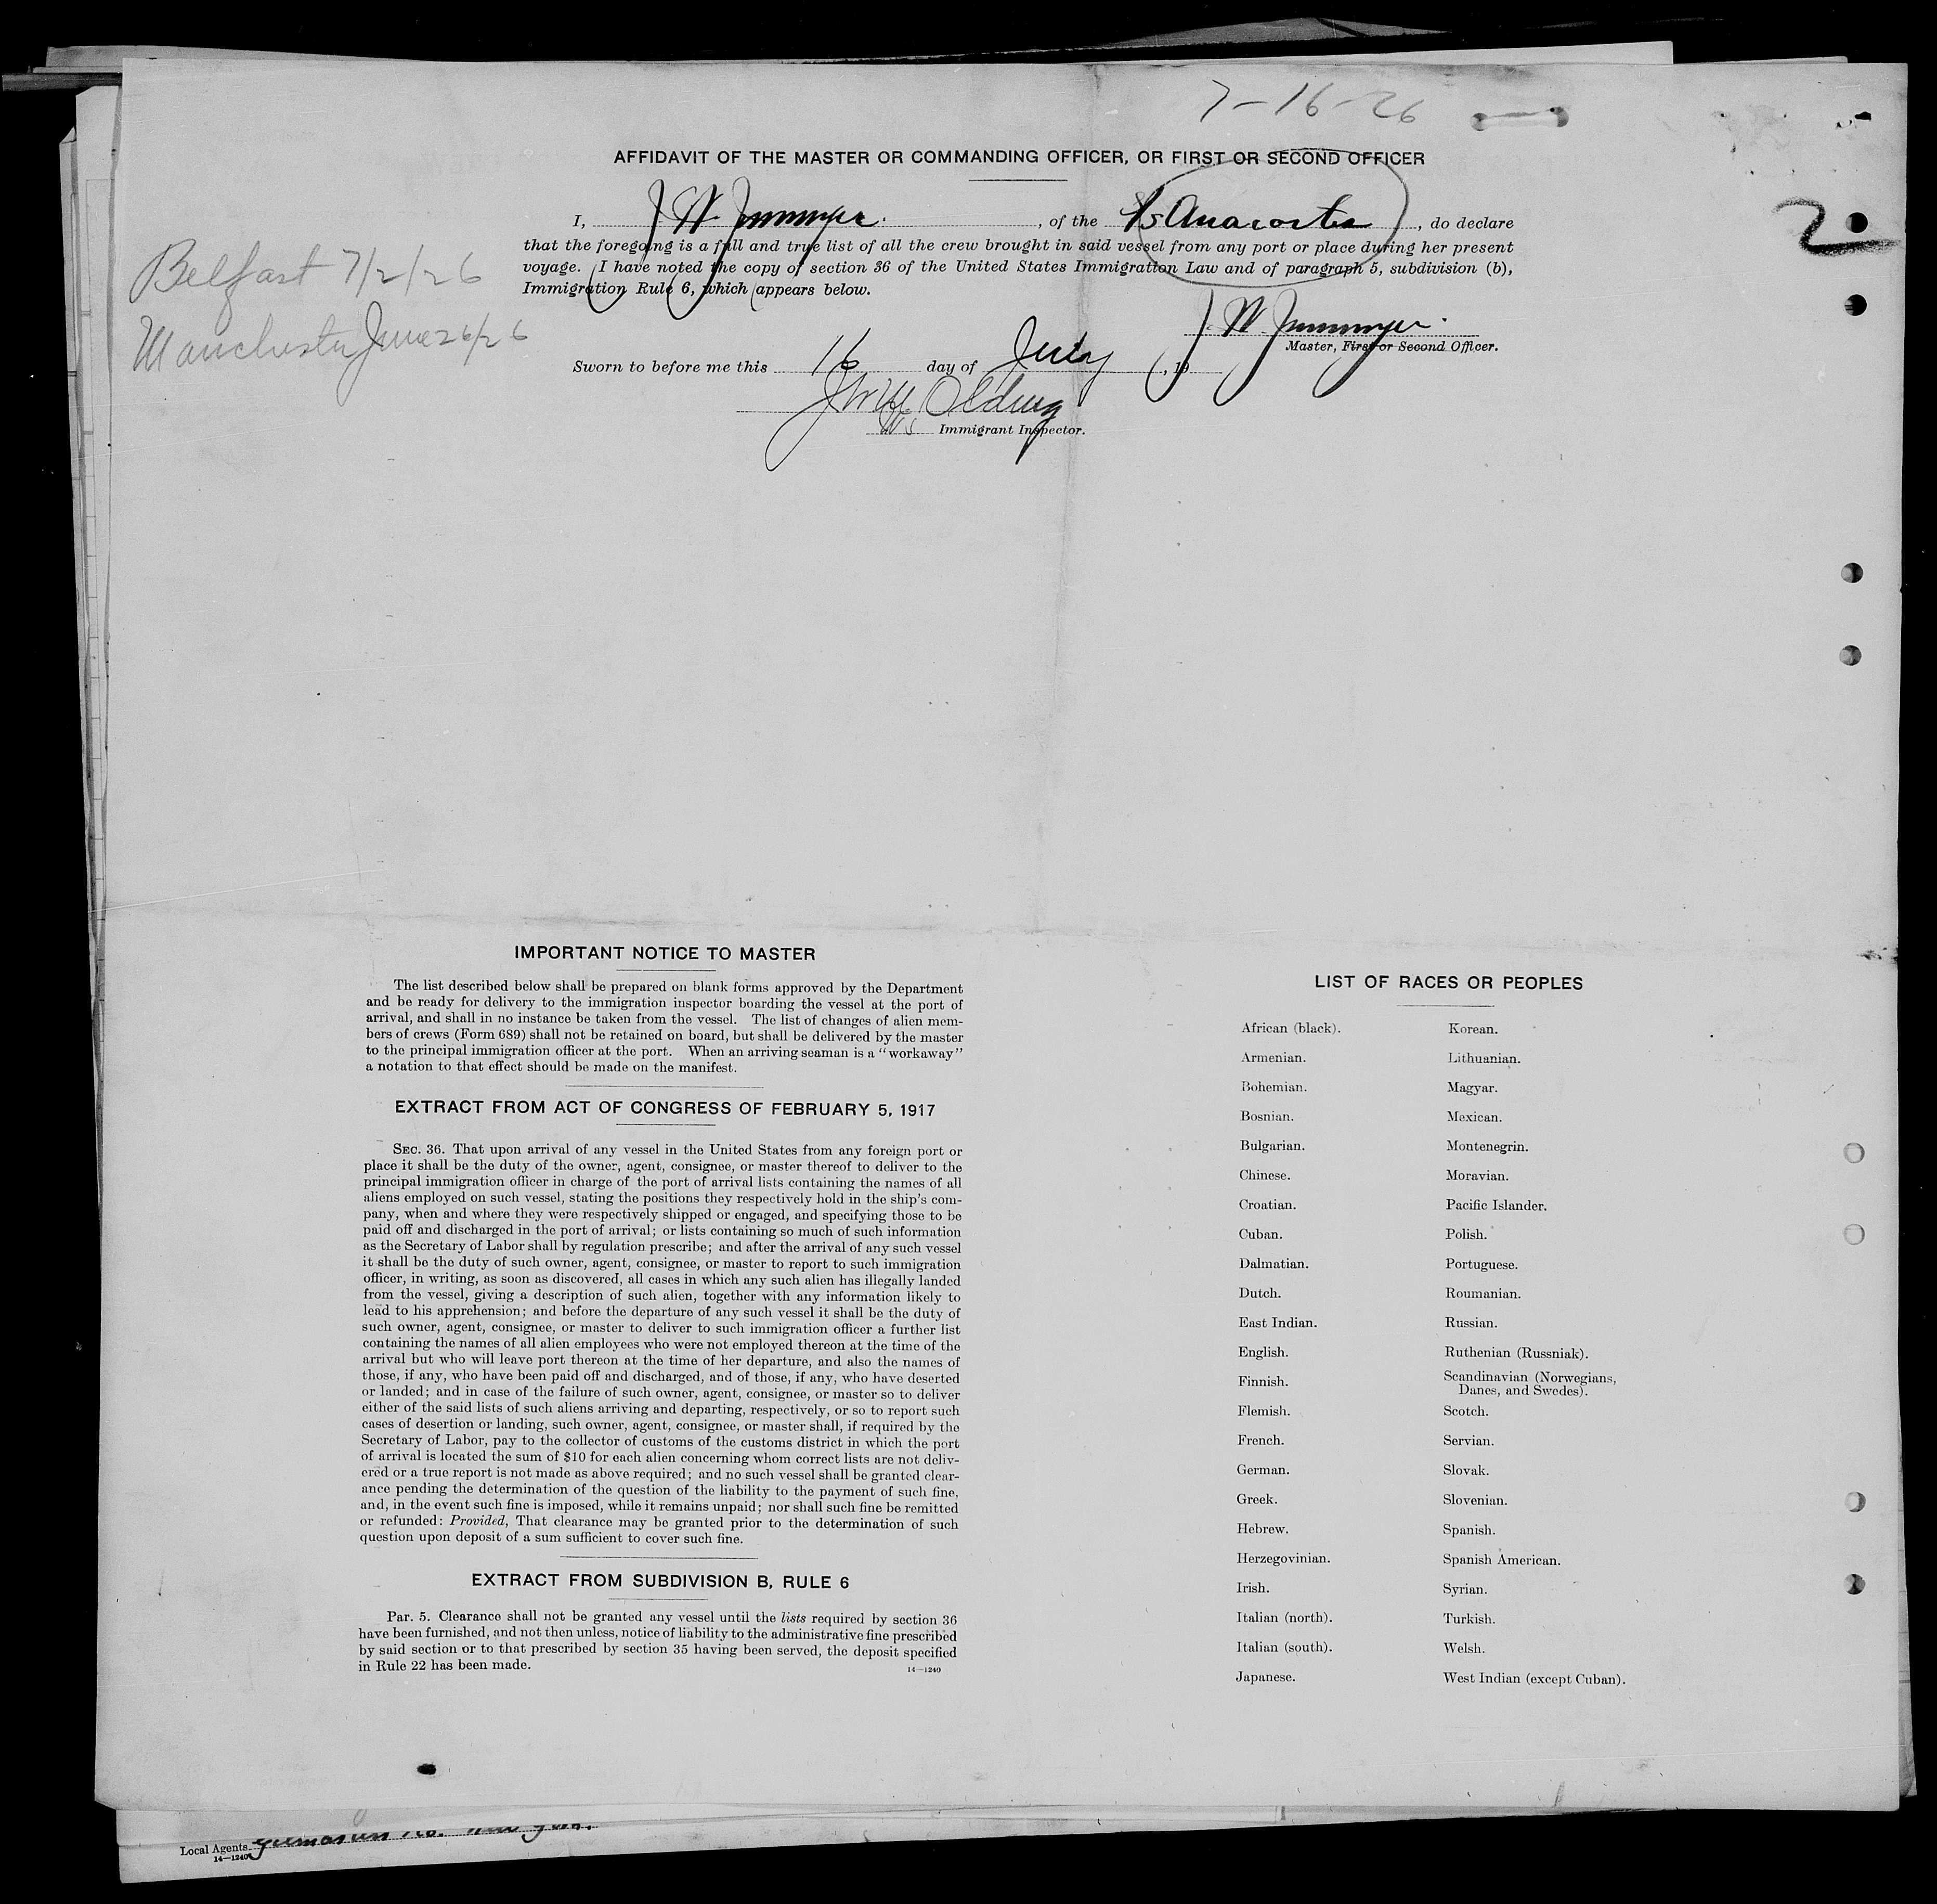 7-16-26
AFFIDAVIT OF THE MASTER OR COMMANDING OFFICER, OR FIRST OR SECOND OFFICER
2
I, J W , of the Ss Anacortes, do declare
that the foregoing is a full and true list of all the crew brought in said vessel from any port or place during her present
voyage. I have noted the copy of section 36 of the United States Immigration Law and of paragraph 5, subdivision (b),
Immigration Rule 6, which appears below.
Belfast 7/2/26
Manchester June 26/26
J. W.
Master, First or Second Officer.
Sworn to before me this 16 day of July, 19
Immigrant Inspector.
IMPORTANT NOTICE TO MASTER
The list described below shall be prepared on blank forms approved by the Department
and be ready for delivery to the immigration inspector boarding the vessel at the port of
arrival, and shall in no instance be taken from the vessel. The list of changes of alien mem-
bers of crews (Form 689) shall not be retained on board, but shall be delivered by the master
to the principal immigration officer at the port. When an arriving seaman is a "workaway"
a notation to that effect should be made on the manifest.
EXTRACT FROM ACT OF CONGRESS OF FEBRUARY 5, 1917
SEC. 36. That upon arrival of any vessel in the United States from any foreign port or
place it shall be the duty of the owner, agent, consignee, or master thereof to deliver to the
principal immigration officer in charge of the port of arrival lists containing the names of all
aliens employed on such vessel, stating the positions they respectively hold in the ship's com-
pany, when and where they were respectively shipped or engaged, and specifying those to be
paid off and discharged in the port of arrival; or lists containing so much of such information
as the Secretary of Labor shall by regulation prescribe; and after the arrival of any such vessel
it shall be the duty of such owner, agent, consignee, or master to report to such immigration
officer, in writing, as soon as discovered, all cases in which any such alien has illegally landed
from the vessel, giving a description of such alien, together with any information likely to
lead to his apprehension; and before the departure of any such vessel it shall be the duty of
such owner, agent, consignee, or master to deliver to such immigration officer a further list
containing the names of all alien employees who were not employed thereon at the time of the
arrival but who will leave port thereon at the time of her departure, and also the names of
those, if any, who have been paid off and discharged, and of those, if any, who have deserted
or landed; and in case of the failure of such owner, agent, consignee, or master so to deliver
either of the said lists of such aliens arriving and departing, respectively, or so to report such
cases of desertion or landing, such owner, agent, consignee, or master shall, if required by the
Secretary of Labor, pay to the collector of customs of the customs district in which the port
of arrival is located the sum of $10 for each alien concerning whom correct lists are not deliv-
ered or a true report is not made as above required; and no such vessel shall be granted clear-
ance pending the determination of the question of the liability to the payment of such fine,
and, in the event such fine is imposed, while it remains unpaid; nor shall such fine be remitted
or refunded: Provided, That clearance may be granted prior to the determination of such
question upon deposit of a sum sufficient to cover such fine.
EXTRACT FROM SUBDIVISION B, RULE 6
Par. 5. Clearance shall not be granted any vessel until the lists required by section 36
have been furnished, and not then unless, notice of liability to the administrative fine prescribed
by said section or to that prescribed by section 35 having been served, the deposit specified
in Rule 22 has been made.
14—1240
LIST OF RACES OR PEOPLES
African (black).
Armenian.
Bohemian.
Bosnian.
Bulgarian.
Chinese.
Croatian.
Cuban.
Dalmatian.
Dutch.
East Indian.
English.
Finnish.
Flemish.
French.
German.
Greek.
Hebrew.
Herzegovinian.
Irish.
Italian (north).
Italian (south).
Japanese.
Korean.
Lithuanian.
Magyar.
Mexican.
Montenegrin.
Moravian.
Pacific Islander.
Polish.
Portuguese.
Roumanian.
Russian.
Ruthenian (Russniak).
Scandinavian (Norwegians,
Danes, and Swedes).
Scotch.
Servian.
Slovak.
Slovenian.
Spanish.
Spanish American.
Syrian.
Turkish.
Welsh.
West Indian (except Cuban).
Local Agents
14—1240